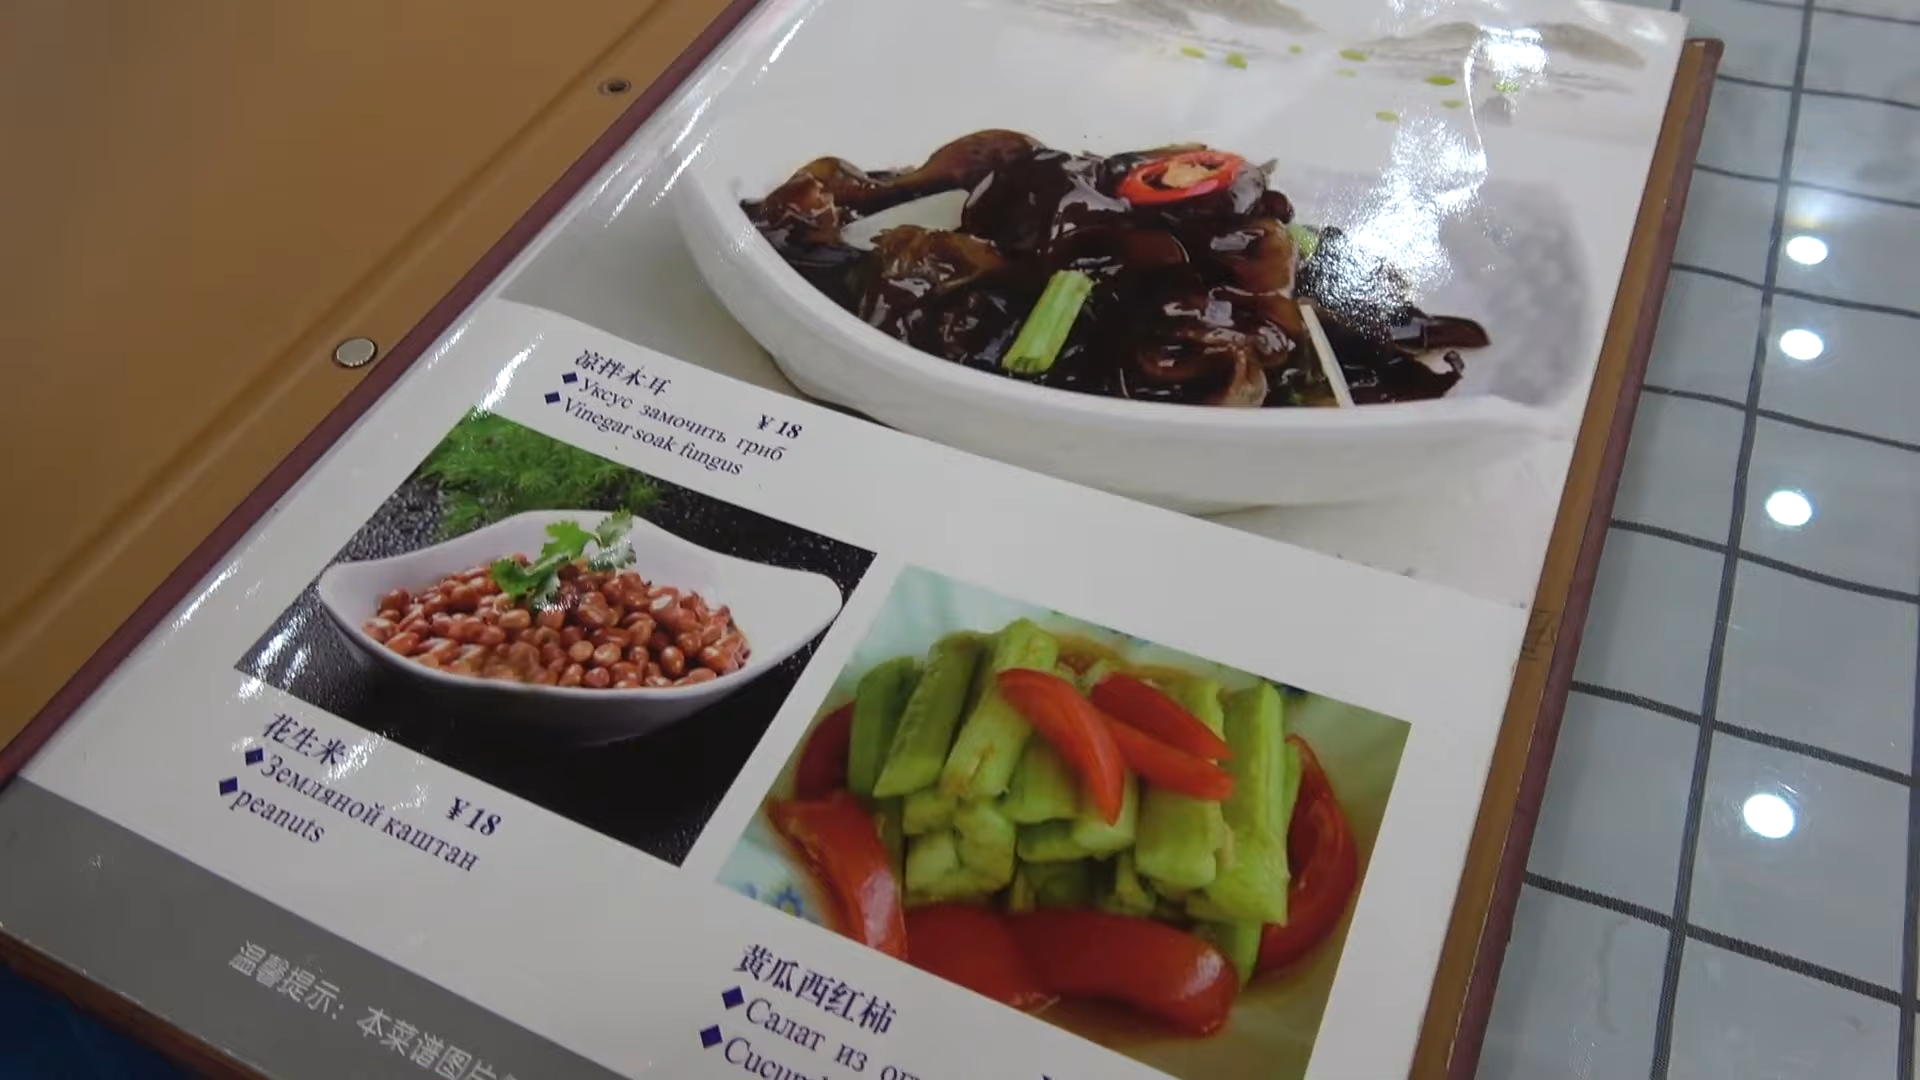 凉拌木耳
¥18
◆Уксус замочить гриб
◆Vinegar soak fungus
花生米
¥18
◆Земляной каштан
◆peanuts
黄瓜西红柿
◆Салат из
温馨提示：本菜谱图片